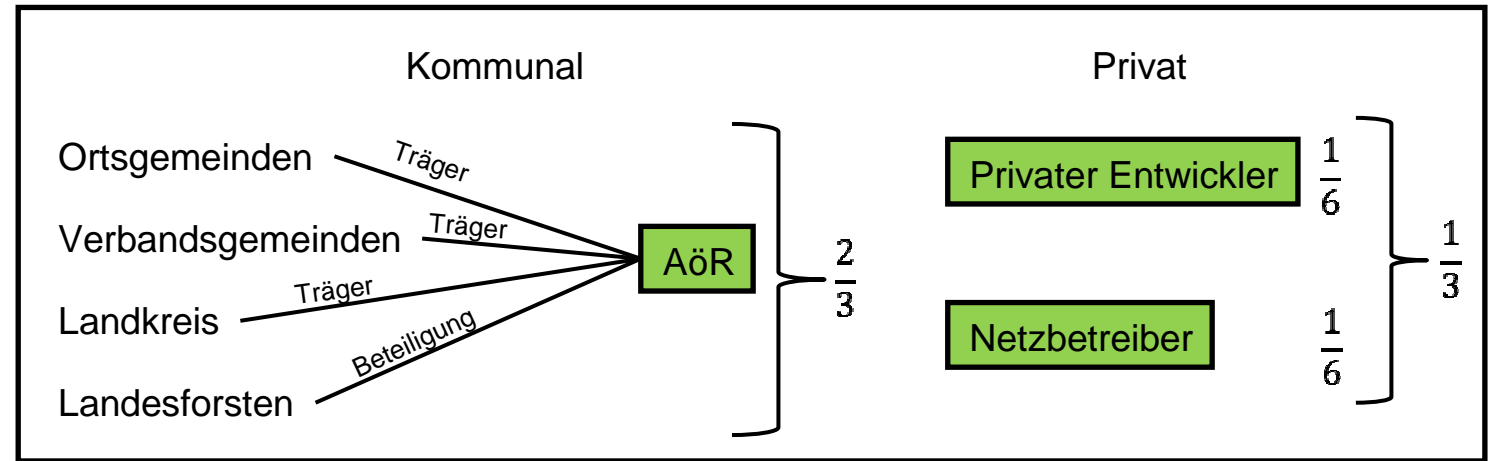 Kommunal
Ortsgemeinden
Träger
Verbandsgemeinden
Träger
Landkreis
Träger
Landesforsten
Beteiligung
AöR
2
3
Privat
Privater Entwickler
1
6
Netzbetreiber
1
6
1
3